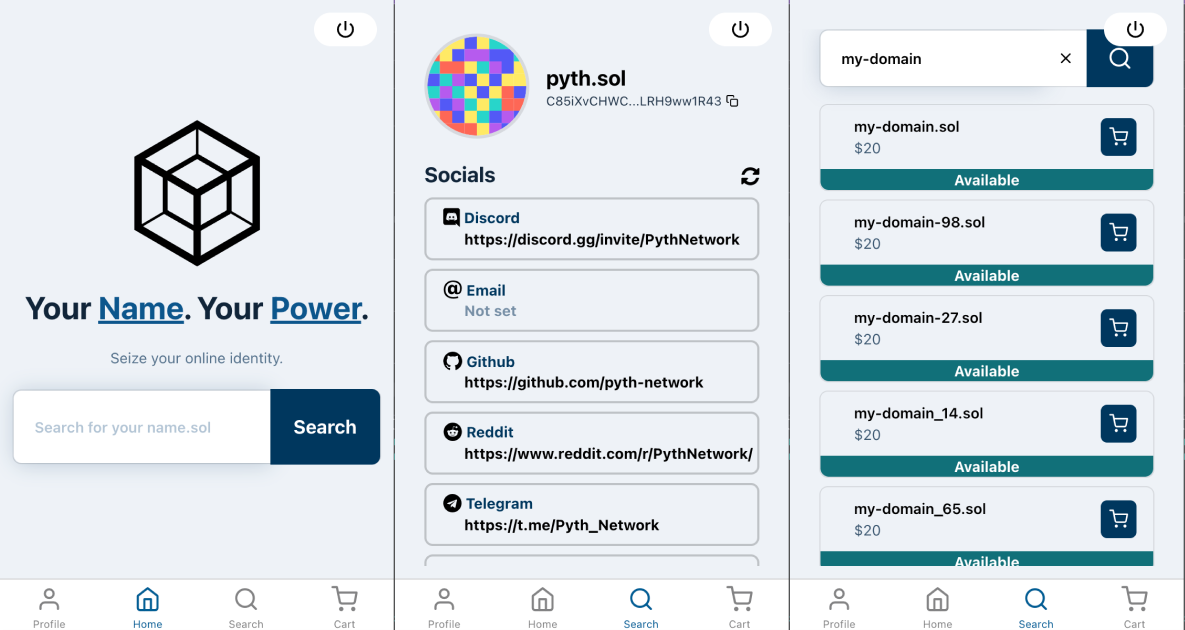 Your Name. Your Power.
Seize your online identity.
Search for your name.sol
Search
Profile
Home
Search
Cart
pyth.sol
C85iXvCHWC...LRH9ww1R43
Socials
Discord
https://discord.gg/invite/PythNetwork
Email
Not set
Github
https://github.com/pyth-network
Reddit
https://www.reddit.com/r/PythNetwork/
Telegram
https://t.me/Pyth_Network
Profile
Home
Search
Cart
my-domain
my-domain.sol
$20
Available
my-domain-98.sol
$20
Available
my-domain-27.sol
$20
Available
my-domain_14.sol
$20
Available
my-domain_65.sol
$20
Available
Profile
Home
Search
Cart